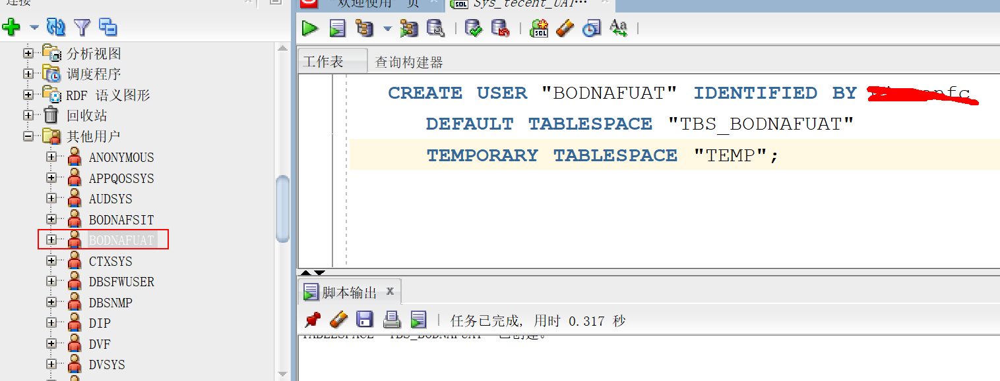 连接
欢迎使用 页
Sys_tecent_UAT…
分析视图
调度程序
RDF 语义图形
回收站
其他用户
ANONYMOUS
APPQOSSYS
AUDSYS
BODNAFSIT
BODNAFUAT
CTXSYS
DBSFWUSER
DBSNMP
DIP
DVF
DVSYS
工作表
查询构建器
CREATE USER "BODNAFUAT" IDENTIFIED BY
DEFAULT TABLESPACE "TBS_BODNAFUAT"
TEMPORARY TABLESPACE "TEMP";
脚本输出
任务已完成, 用时 0.317 秒
TABLESPACE "TBS_BODNAFUAT" 已创建。